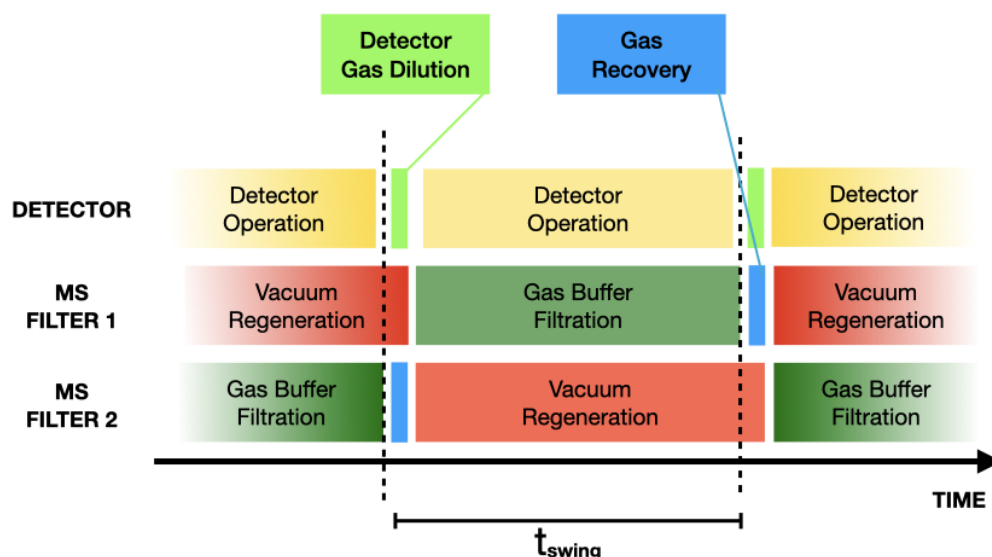 Detector
Gas Dilution
Gas
Recovery
DETECTOR
Detector
Operation
Detector
Operation
Detector
Operation
MS
FILTER 1
Vacuum
Regeneration
Gas Buffer
Filtration
Vacuum
Regeneration
MS
FILTER 2
Gas Buffer
Filtration
Vacuum
Regeneration
Gas Buffer
Filtration
TIME
tswing